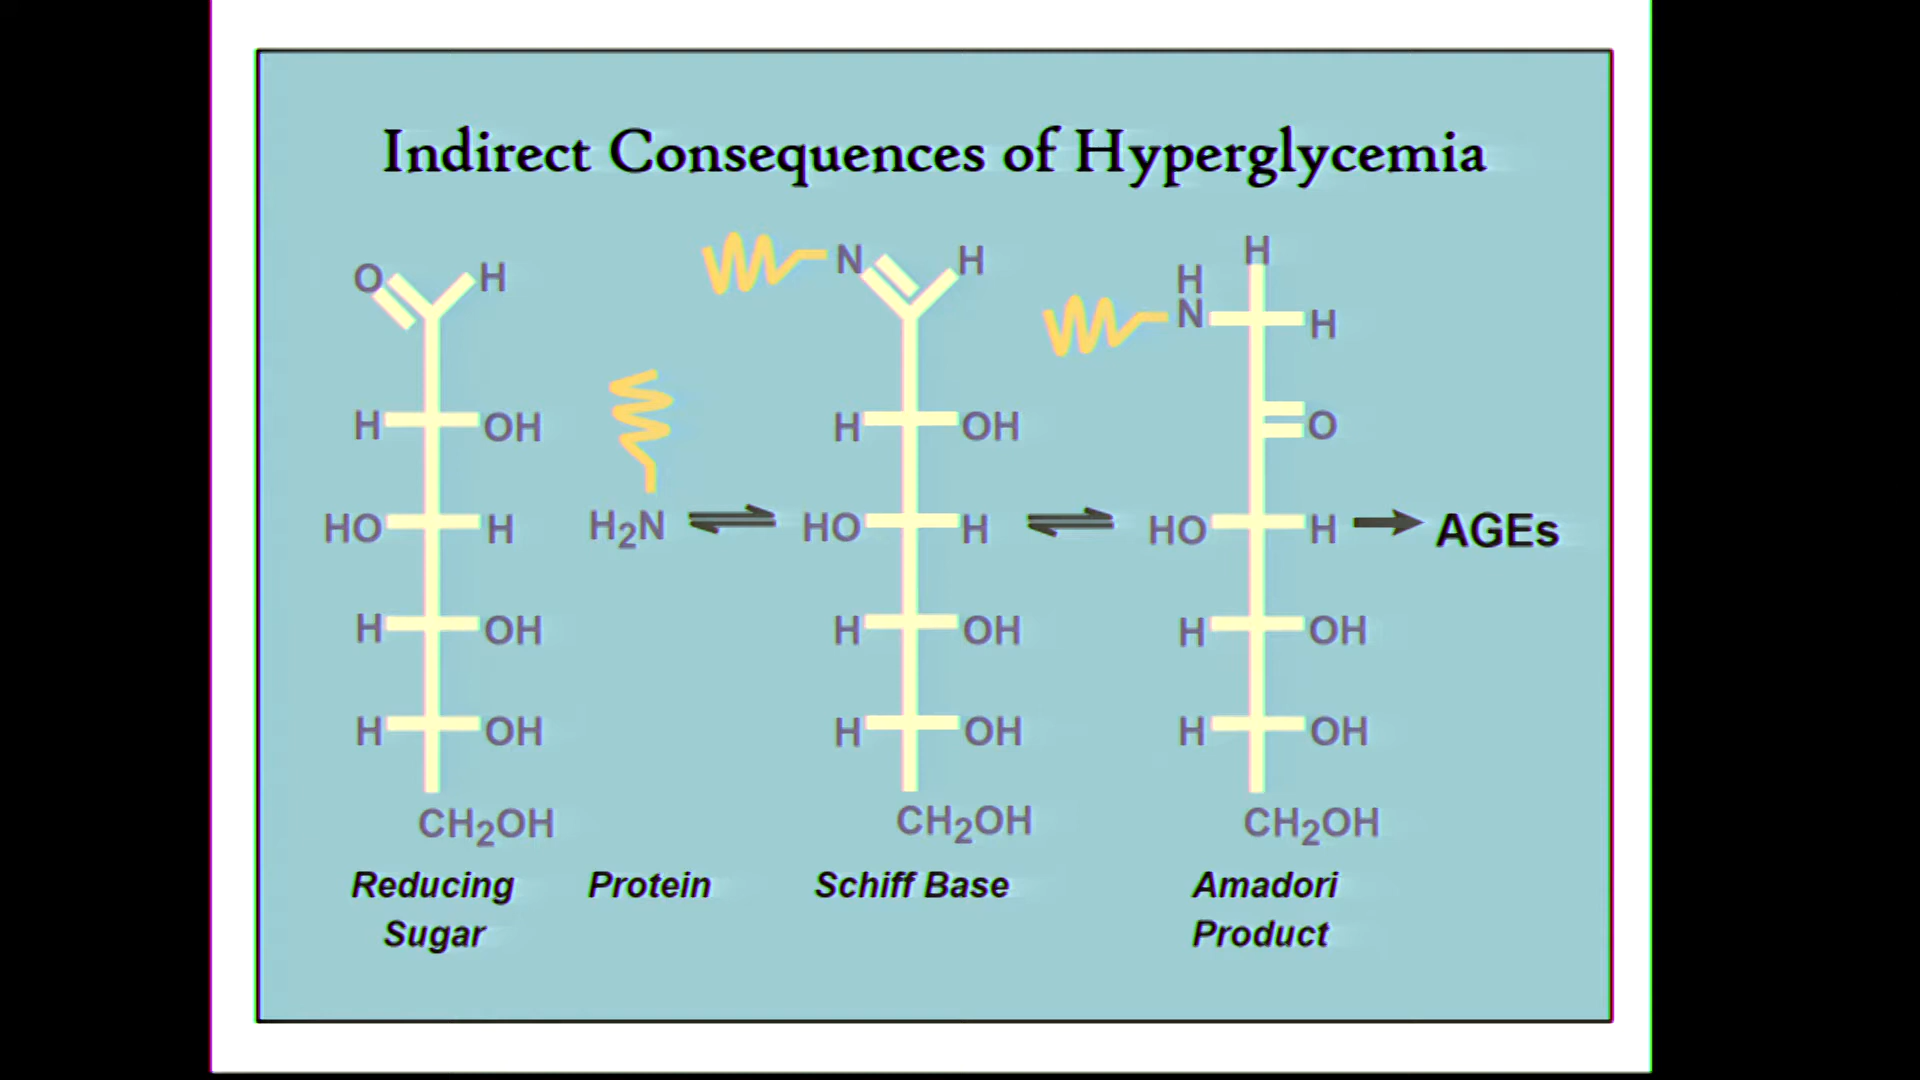 Indirect Consequences of Hyperglycemia
O H
H OH
HO H
H OH
H OH
CH2OH
Reducing
Sugar
H2N
Protein
N H
H OH
HO H
H OH
H OH
CH2OH
Schiff Base
H
H
N H
O
HO H
H OH
H OH
CH2OH
Amadori
Product
AGEs